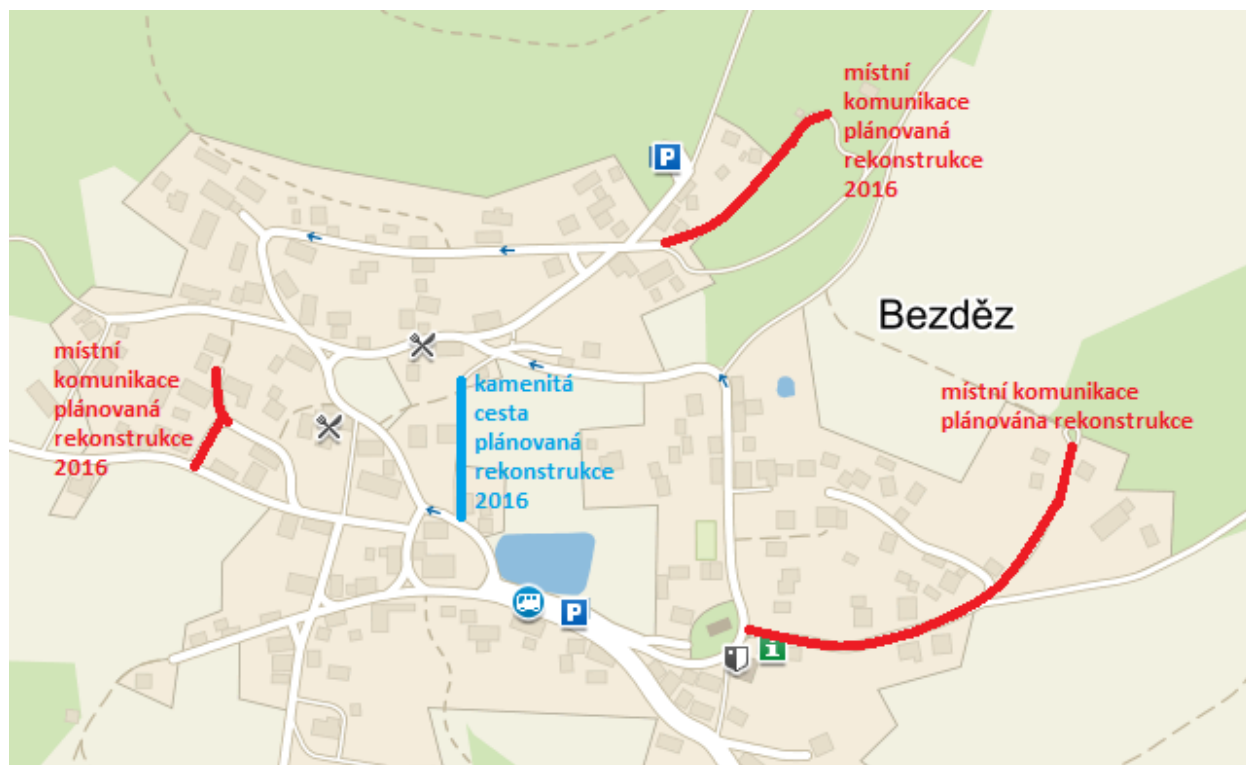 místní
komunikace
plánovaná
rekonstrukce
2016
P
Bezděz
místní
komunikace
plánovaná
rekonstrukce
2016
kamenitá
cesta
plánovaná
rekonstrukce
2016
místní komunikace
plánována rekonstrukce
P
i